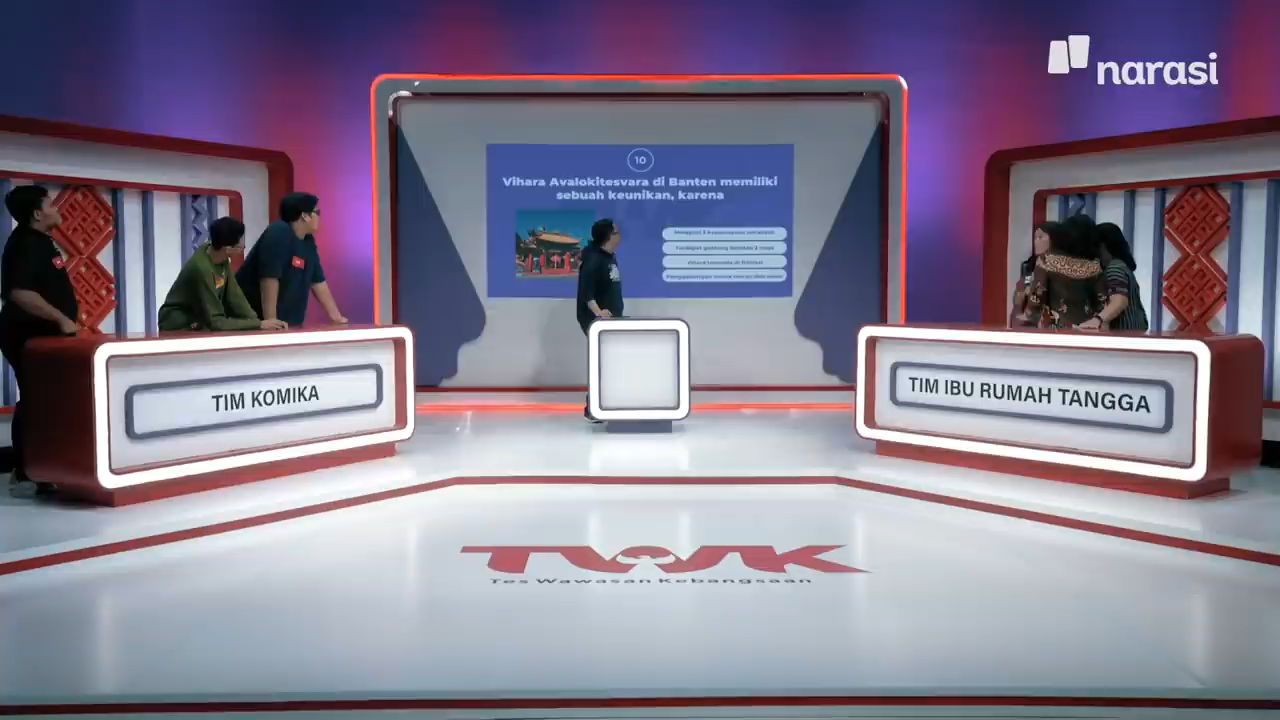 narasi
10
Vihara Avalokitesvara di Banten memiliki
sebuah keunikan, karena
TIM KOMIKA
TIM IBU RUMAH TANGGA
TWK
Tes Wawasan Kebangsaan